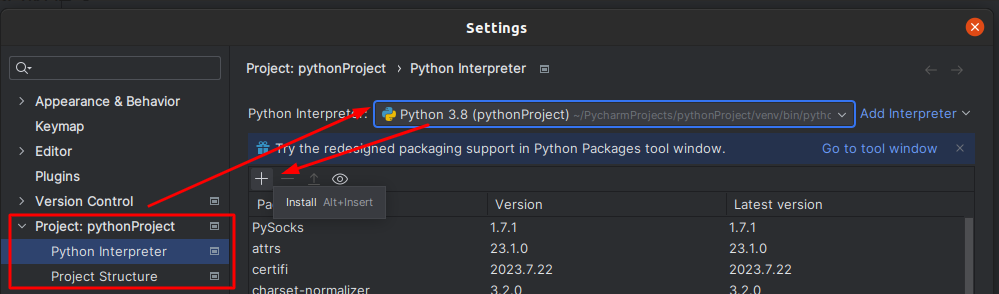 Settings
Project: pythonProject › Python Interpreter
Appearance & Behavior
Keymap
Editor
Plugins
Version Control
Project: pythonProject
Python Interpreter
Project Structure
Python Interpreter: Python 3.8 (pythonProject) ~/PycharmProjects/pythonProject/venv/bin/pytho Add Interpreter
Try the redesigned packaging support in Python Packages tool window. Go to tool window
Install Alt+Insert
Version Latest version
PySocks 1.7.1 1.7.1
attrs 23.1.0 23.1.0
certifi 2023.7.22 2023.7.22
charset-normalizer 3.2.0 3.2.0